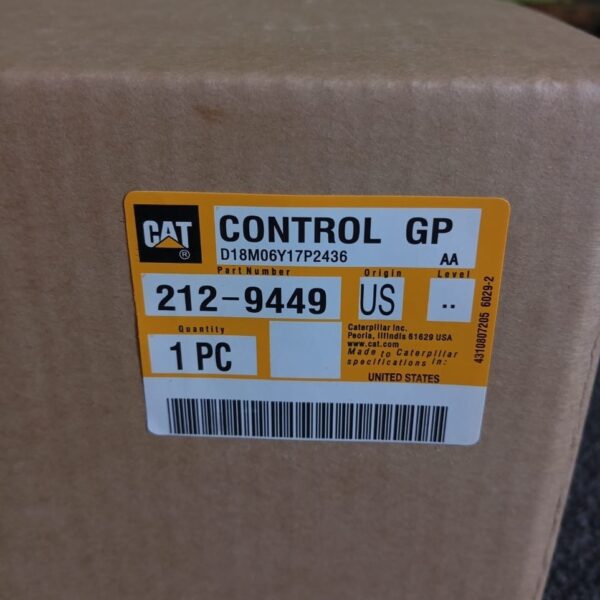 CAT
®
CONTROL GP
D18M06Y17P2436
AA
Part Number
Origin
Level
212-9449
US
..
Quantity
1 PC
Caterpillar Inc.
Peoria, Illindis 61629 USA
www.cat.com
Made to Caterpillar
specifications in:
UNITED STATES
4310807205 6029-2